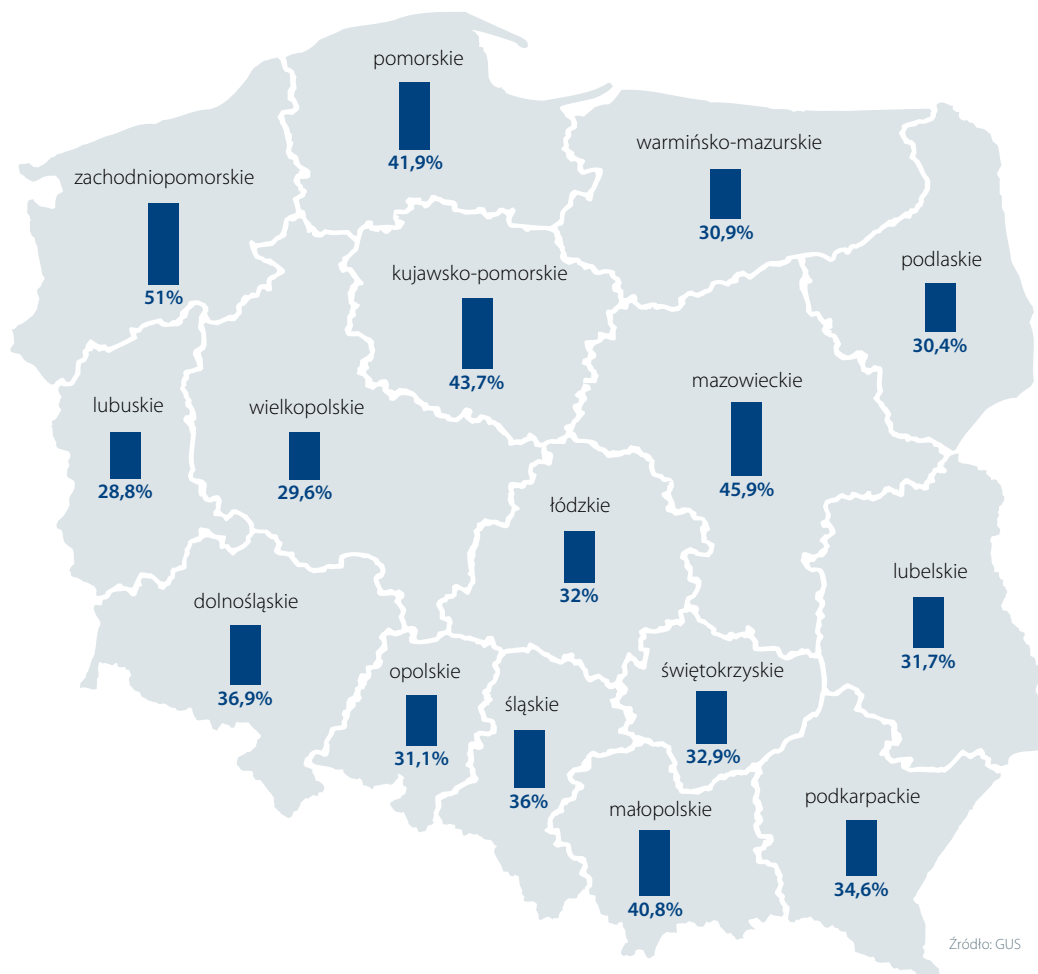 pomorskie
41,9%
warmińsko-mazurskie
30,9%
zachodniopomorskie
51%
podlaskie
30,4%
kujawsko-pomorskie
43,7%
mazowieckie
45,9%
lubuskie
28,8%
wielkopolskie
29,6%
łódzkie
32%
lubelskie
31,7%
dolnośląskie
36,9%
opolskie
31,1%
śląskie
36%
świętokrzyskie
32,9%
małopolskie
40,8%
podkarpackie
34,6%
Źródło: GUS